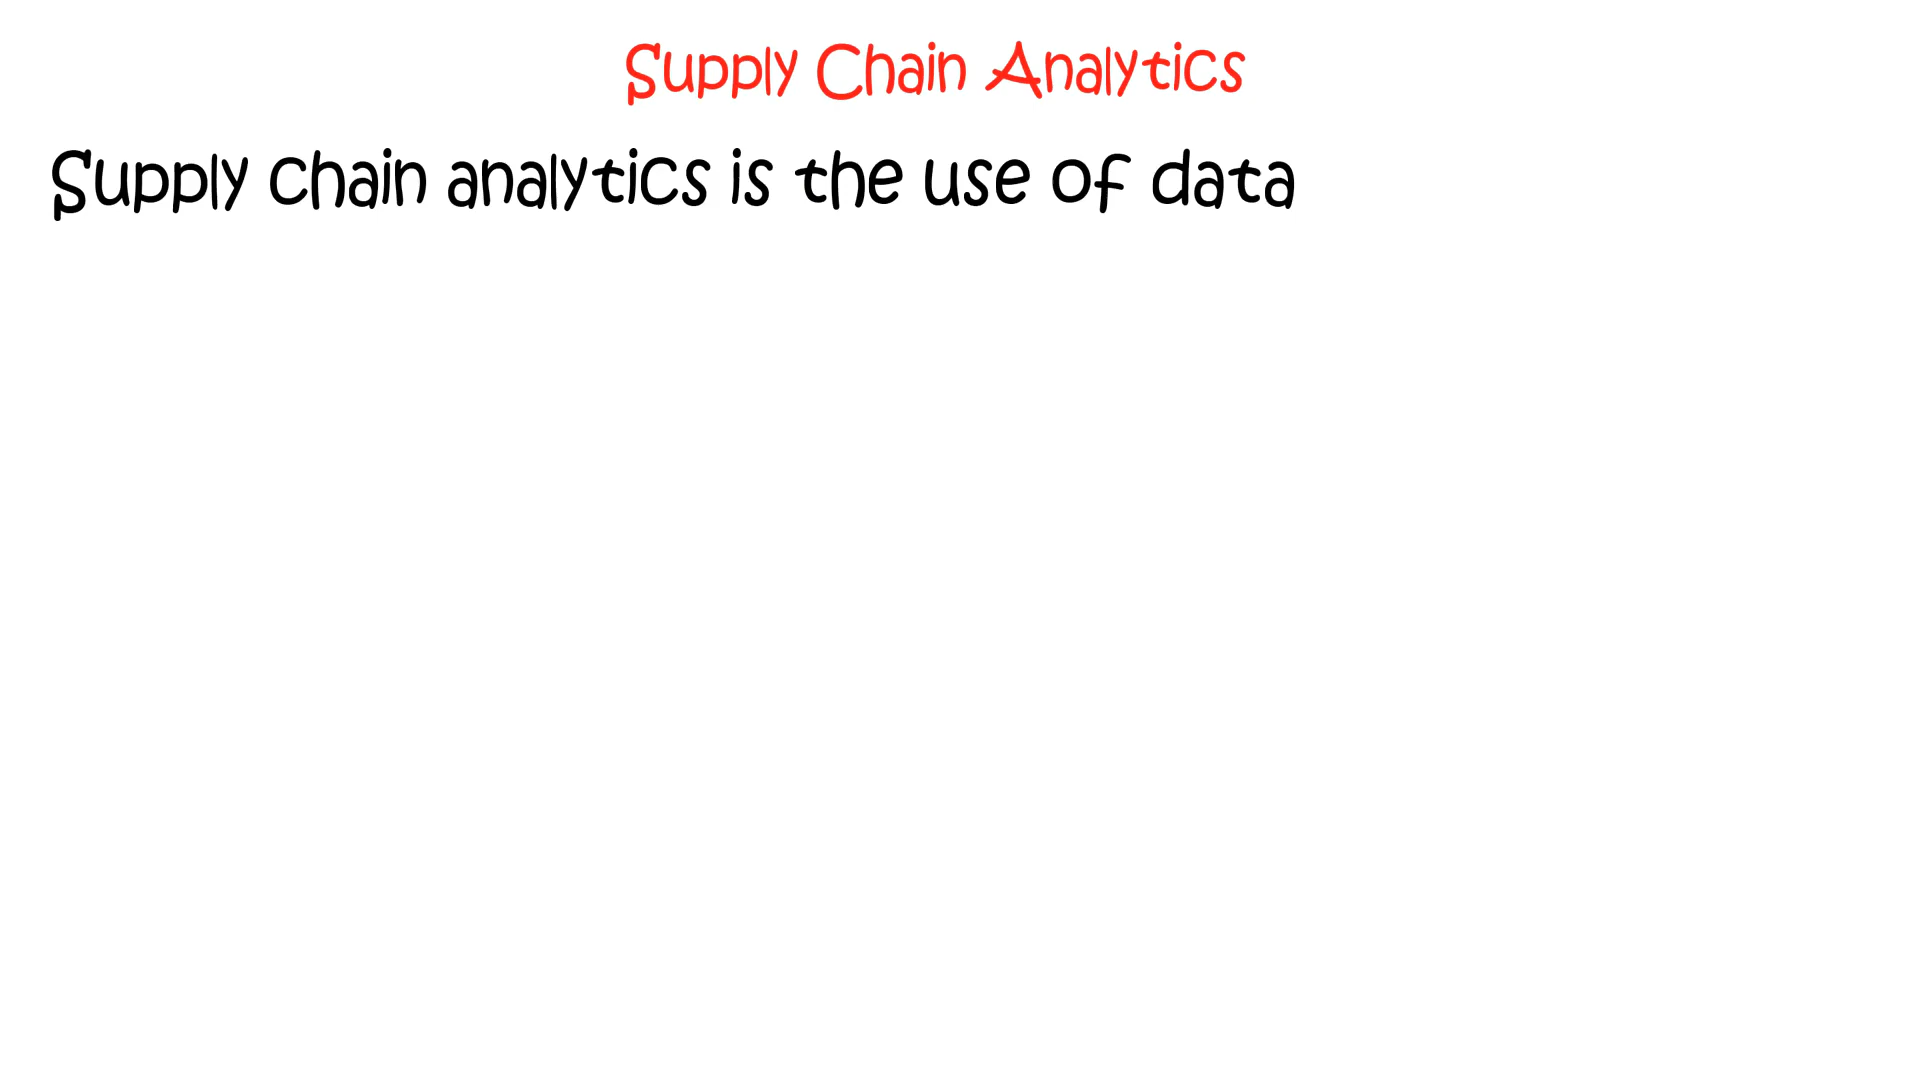 Supply Chain Analytics
Supply chain analytics is the use of data